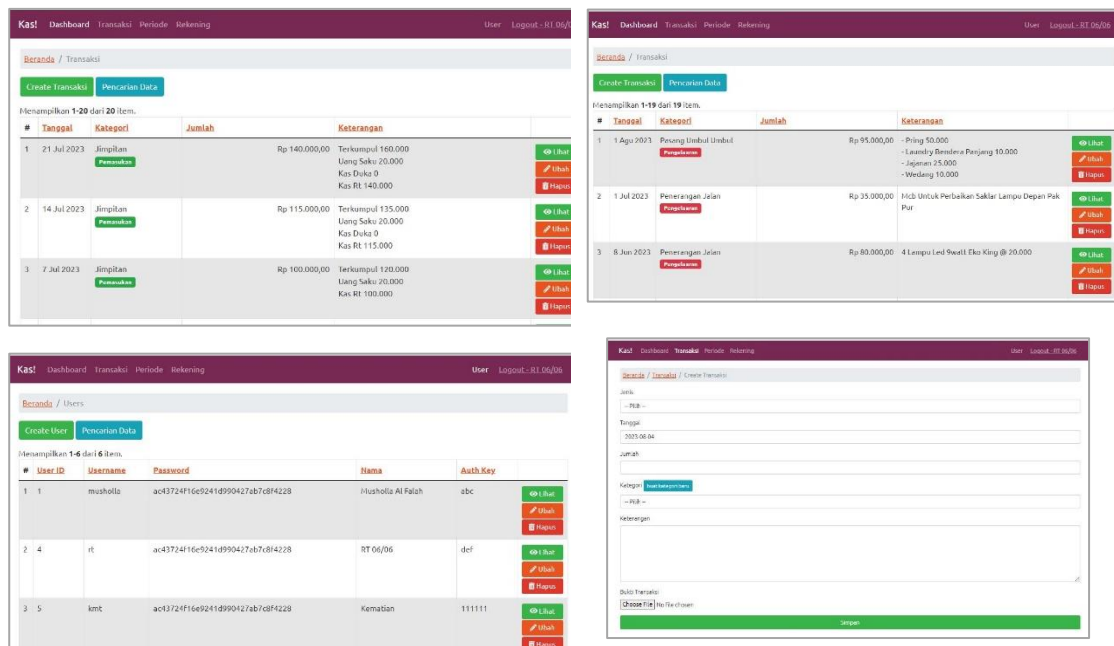 Kas! Dashboard Transaksi Periode Rekening User Logout - RT 06/0
Beranda / Transaksi
Create Transaksi Pencarian Data
Menampilkan 1-20 dari 20 item.
# Tanggal Kategori Jumlah Keterangan
1 21 Jul 2023 Jimpitan Rp 140.000,00 Terkumpul 160.000
Pemasukan Uang Saku 20.000
Kas Duka 0
Kas Rt 140.000
Lihat
Ubah
Hapus
2 14 Jul 2023 Jimpitan Rp 115.000,00 Terkumpul 135.000
Pemasukan Uang Saku 20.000
Kas Duka 0
Kas Rt 115.000
Lihat
Ubah
Hapus
3 7 Jul 2023 Jimpitan Rp 100.000,00 Terkumpul 120.000
Pemasukan Uang Saku 20.000
Kas Rt 100.000
Lihat
Ubah
Hapus
Kas! Dashboard Transaksi Periode Rekening User Logout - RT 06/06
Beranda / Transaksi
Create Transaksi Pencarian Data
Menampilkan 1-19 dari 19 item.
# Tanggal Kategori Jumlah Keterangan
1 1 Agu 2023 Pesang Umbul Umbul Rp 95.000,00 - Pring 50.000
Pengeluaran - Laundry Bendera Panjang 10.000
- Jajanan 25.000
- Wedang 10.000
Lihat
Ubah
Hapus
2 1 Jul 2023 Penerangan Jalan Rp 35.000,00 Mcb Untuk Perbaikan Saklar Lampu Depan Pak
Pengeluaran Pur
Lihat
Ubah
Hapus
3 8 Jun 2023 Penerangan Jalan Rp 80.000,00 4 Lampu Led 9watt Eko King @ 20.000
Pengeluaran
Lihat
Ubah
Hapus
Kas! Dashboard Transaksi Periode Rekening User Logout - RT 06/06
Beranda / Users
Create User Pencarian Data
Menampilkan 1-6 dari 6 item.
# User ID Username Password Nama Auth Key
1 1 musholla ac43724f16e9241d990427ab7c8f4228 Musholla Al Falah abc
Lihat
Ubah
Hapus
2 4 rt ac43724f16e9241d990427ab7c8f4228 RT 06/06 def
Lihat
Ubah
Hapus
3 5 kmt ac43724f16e9241d990427ab7c8f4228 Kematian 111111
Lihat
Ubah
Hapus
Kas! Dashboard Transaksi Periode Rekening User Logout - RT 06/06
Beranda / Transaksi / Create Transaksi
Jenis
-- Pilih --
Tanggal
2023-08-04
Jumlah
Kategori buat kategori baru
-- Pilih --
Keterangan
Bukti Transaksi
Choose File No file chosen
Simpan